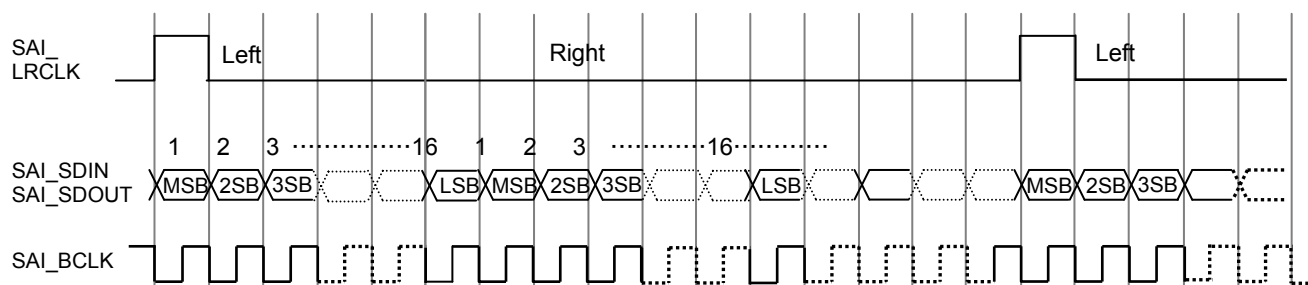 SAI_
LRCLK
Left
Right
Left
1 2 3 ················16 1 2 3 ··············16··············
SAI_SDIN
SAI_SDOUT
MSB 2SB 3SB LSB MSB 2SB 3SB LSB MSB 2SB 3SB
SAI_BCLK